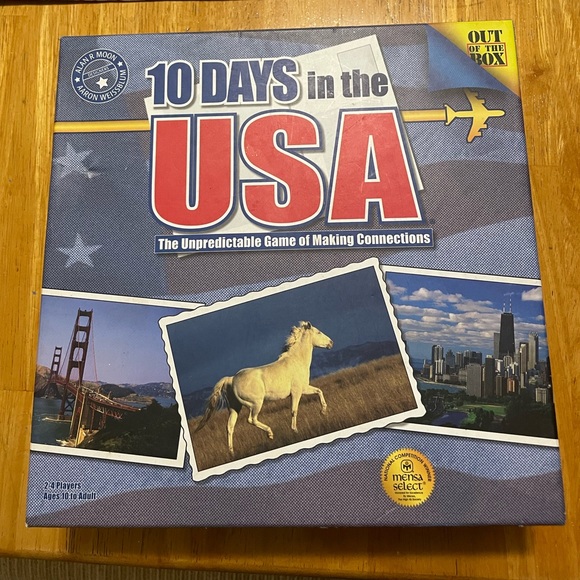 ALAN R MOON
AARON WEISSBLUM
OUT
OF THE
BOX
10 DAYS in the
USA
The Unpredictable Game of Making Connections
2-4 Players
Ages 10 to Adult
NATIONAL COMPETITION WINNER
mensa
select